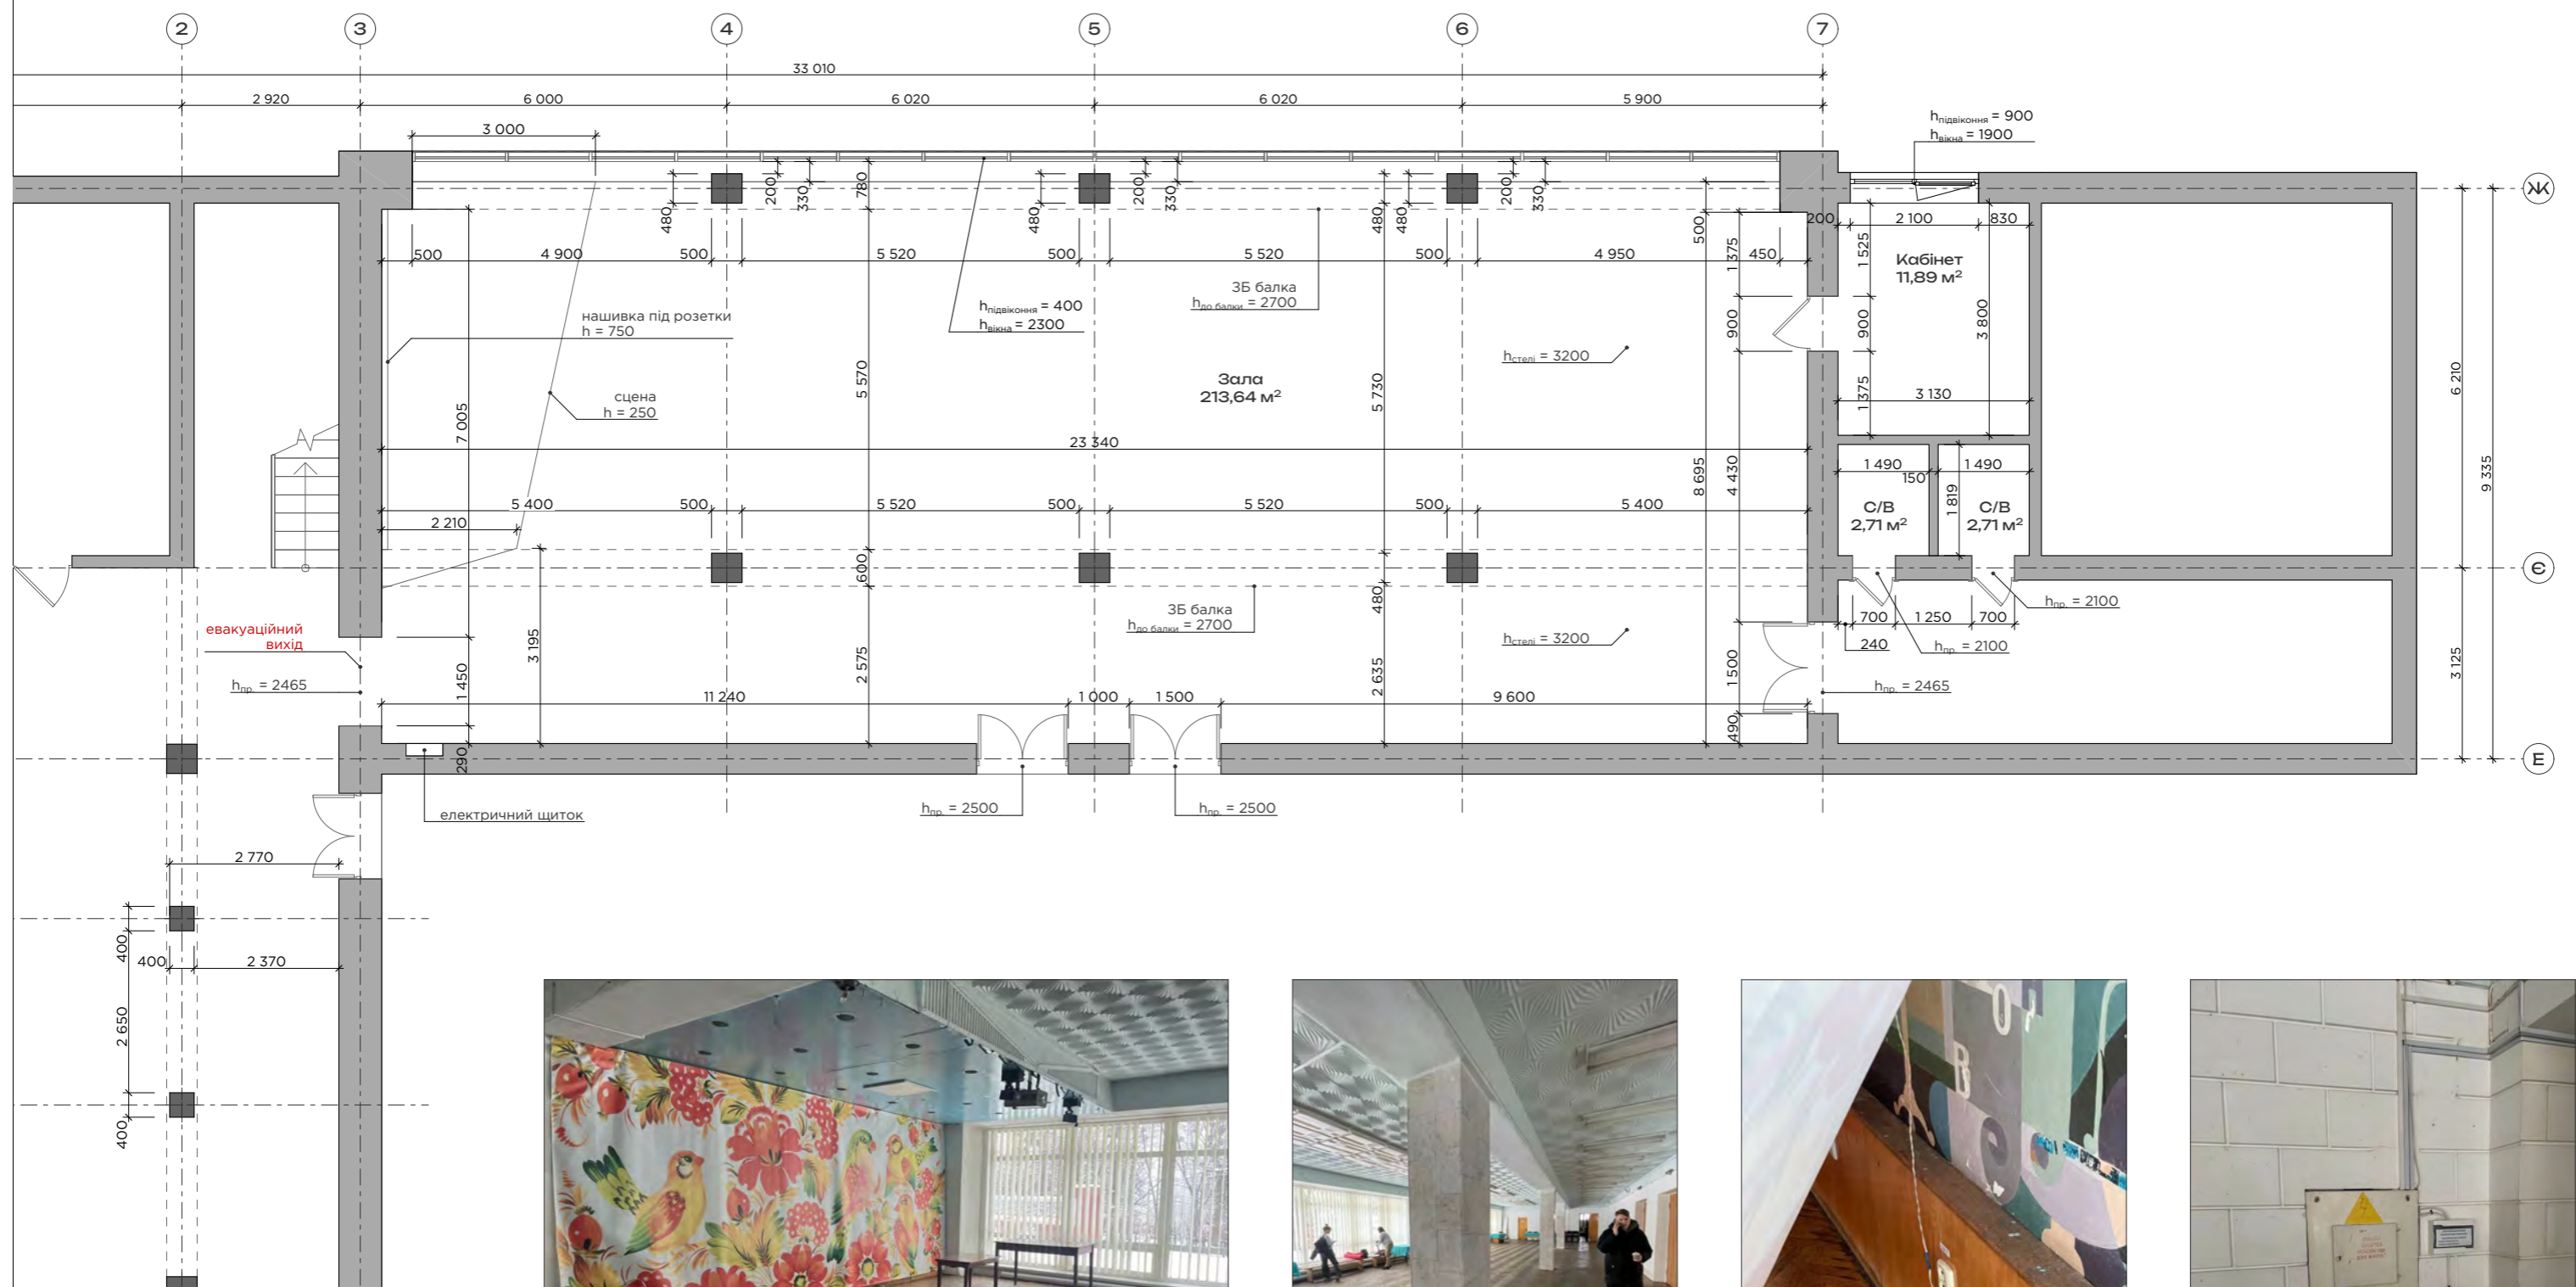 2
3
4
5
6
7
33 010
2 920
6 000
6 020
6 020
5 900
3 000
hпідвіконня = 900
hвікна = 1900
Ж
200
330
780
480
200
330
480
480
480
200
330
500
1 375
200
2 100
830
500
4 900
500
5 520
500
5 520
500
4 950
450
1 525
Кабінет
11,89 м²
ЗБ балка
hдо балки = 2700
hпідвіконня = 400
hвікна = 2300
нашивка під розетки
h = 750
900
900
3 800
hстелі = 3200
Зала
213,64 м²
5 570
5 730
сцена
h = 250
7 005
1 375
3 130
6 210
23 340
8 695
4 430
9 335
1 490
150
1 490
1 819
5 400
500
5 520
500
5 520
500
5 400
2 210
С/В
2,71 м²
С/В
2,71 м²
600
Є
480
ЗБ балка
hдо балки = 2700
hпр. = 2100
700
1 250
700
240
hпр. = 2100
евакуаційний
вихід
3 195
hстелі = 3200
2 575
2 635
1 500
3 125
hпр. = 2465
1 450
hпр. = 2465
11 240
1 000
1 500
9 600
490
290
Е
електричний щиток
hпр. = 2500
hпр. = 2500
2 770
400
400
2 370
2 650
400
О
В
е